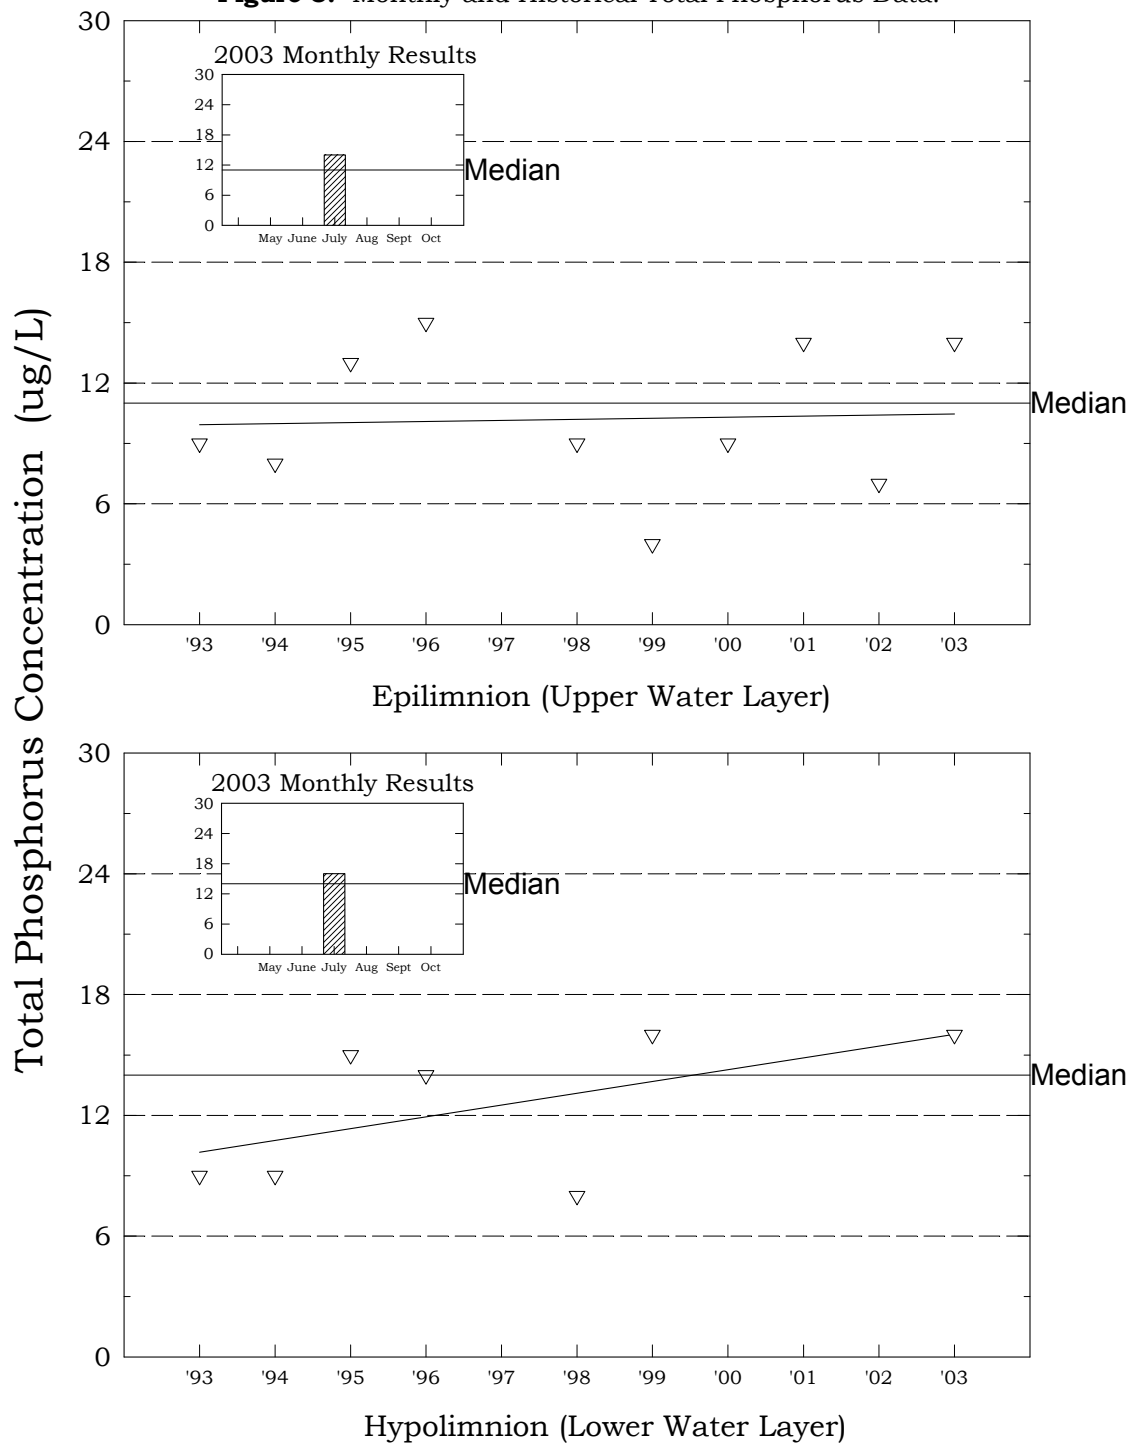 Figure 3. Monthly and Historical Total Phosphorus Data.
Total Phosphorus Concentration (ug/L)
30
24
18
12
6
0
2003 Monthly Results
30
24
18
12
6
0
May June July Aug Sept Oct
Median
Median
'93 '94 '95 '96 '97 '98 '99 '00 '01 '02 '03
Epilimnion (Upper Water Layer)
30
24
18
12
6
0
2003 Monthly Results
30
24
18
12
6
0
May June July Aug Sept Oct
Median
Median
'93 '94 '95 '96 '97 '98 '99 '00 '01 '02 '03
Hypolimnion (Lower Water Layer)